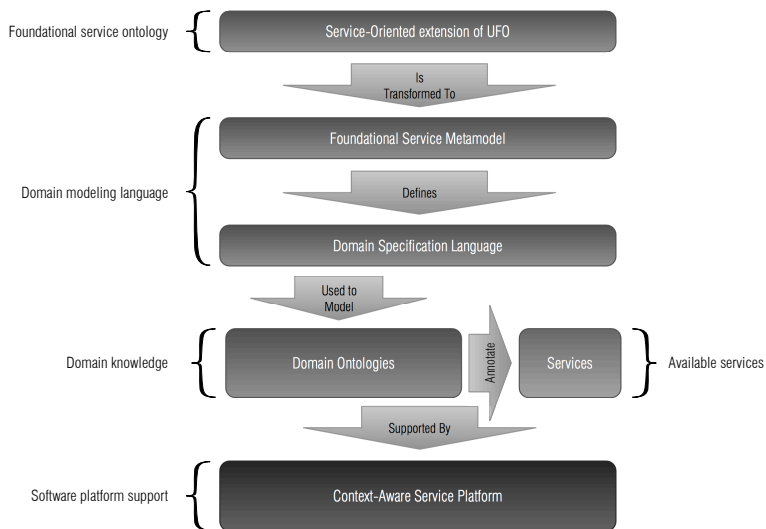 Foundational service ontology
Service-Oriented extension of UFO
Is
Transformed To
Foundational Service Metamodel
Domain modeling language
Defines
Domain Specification Language
Used to
Model
Domain knowledge
Domain Ontologies
Annotate
Services
Available services
Supported By
Software platform support
Context-Aware Service Platform